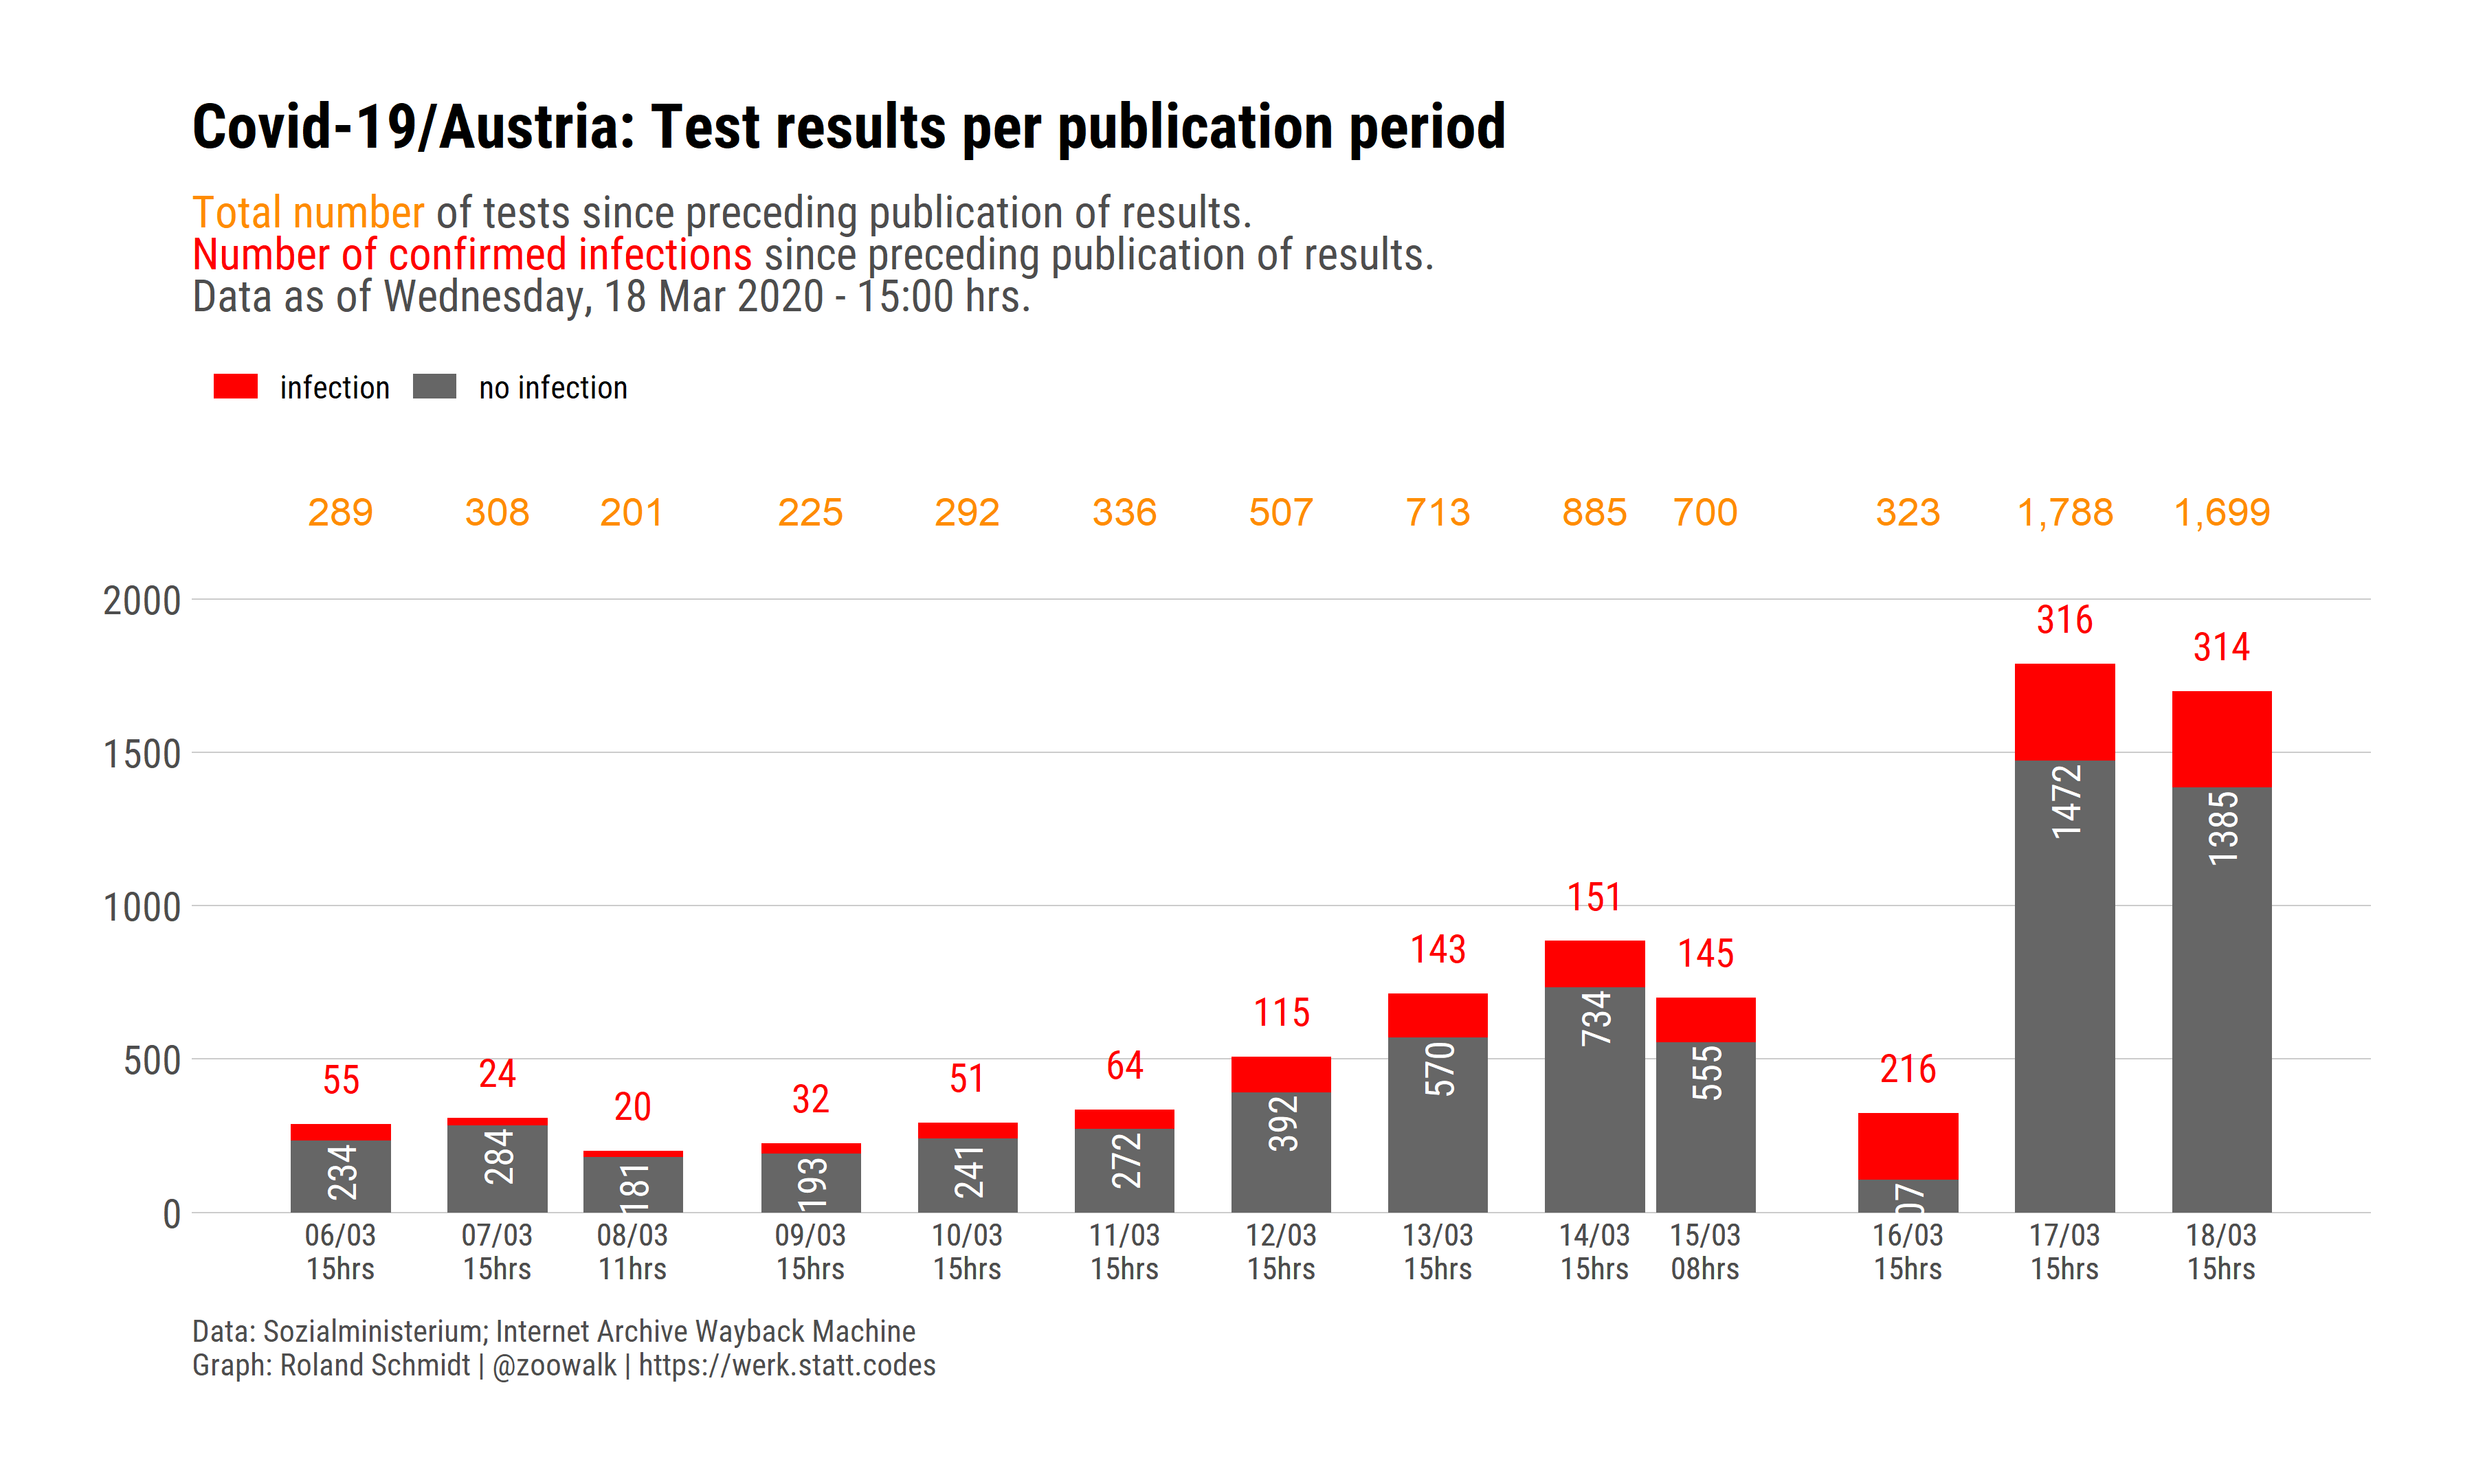 Covid-19/Austria: Test results per publication period
Total number of tests since preceding publication of results.
Number of confirmed infections since preceding publication of results.
Data as of Wednesday, 18 Mar 2020 - 15:00 hrs.
infection no infection
289 308 201 225 292 336 507 713 885 700 323 1,788 1,699
2000
1500
1000
500
0
316 314
151
143 145
115
55 24 20 32 51 64 216
234 284 181 193 241 272 392 570 734 555 1472 1385
06/03 07/03 08/03 09/03 10/03 11/03 12/03 13/03 14/03 15/03 16/03 17/03 18/03
15hrs 15hrs 11hrs 15hrs 15hrs 15hrs 15hrs 15hrs 15hrs 08hrs 15hrs 15hrs 15hrs
Data: Sozialministerium; Internet Archive Wayback Machine
Graph: Roland Schmidt | @zoowalk | https://werk.statt.codes